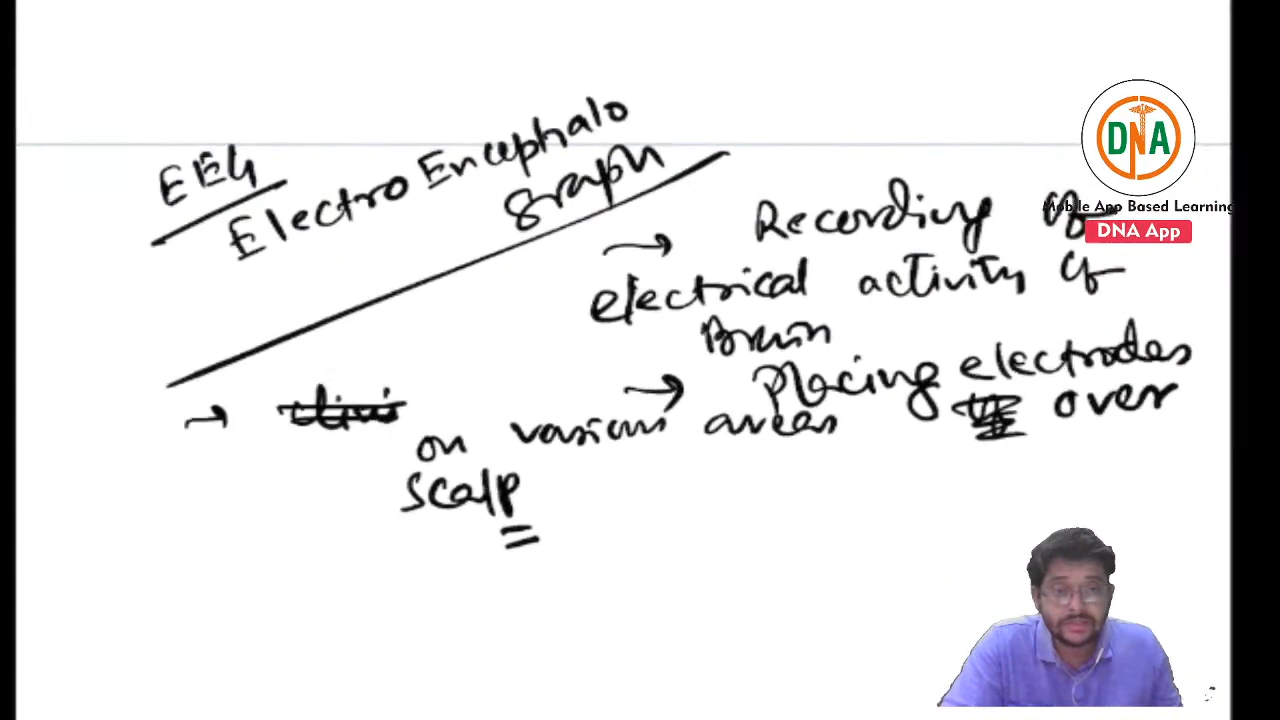 EEG
Electro Encephalo
graph
→ Recording of
electrical activity of
Brain
→ Placing electrodes
over
→ on various areas
scalp
DNA
Mobile App Based Learning
DNA App